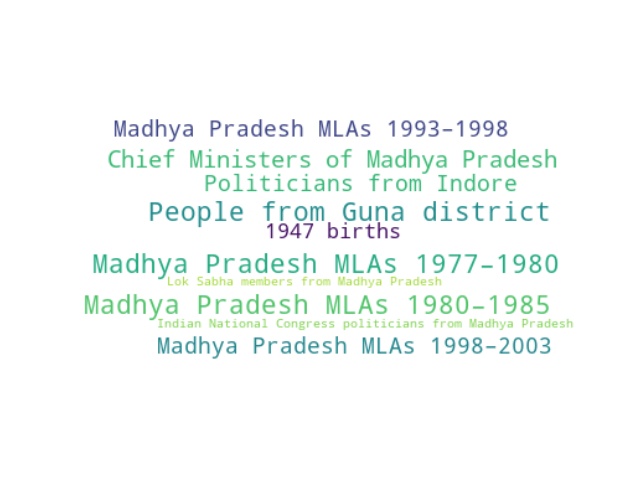 Madhya Pradesh MLAs 1993–1998
Chief Ministers of Madhya Pradesh
Politicians from Indore
People from Guna district
1947 births
Madhya Pradesh MLAs 1977–1980
Lok Sabha members from Madhya Pradesh
Madhya Pradesh MLAs 1980–1985
Indian National Congress politicians from Madhya Pradesh
Madhya Pradesh MLAs 1998–2003